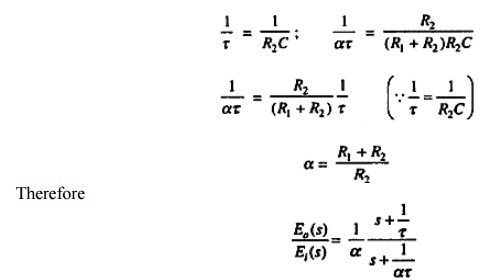 1/τ = 1/(R₂C) ; 1/(ατ) = R₂/((R₁ + R₂)R₂C)
1/(ατ) = R₂/(R₁ + R₂) 1/τ (∵ 1/τ = 1/(R₂C))
α = (R₁ + R₂)/R₂
Therefore
Eₒ(s)/Eᵢ(s) = 1/α (s + 1/τ)/(s + 1/(ατ))